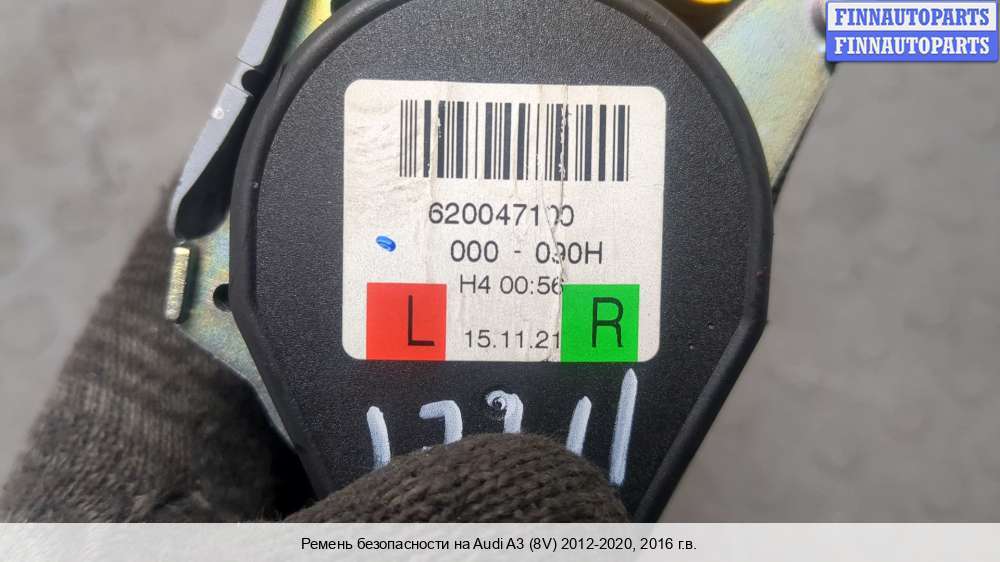 FINNAUTOPARTS
FINNAUTOPARTS
620047100
000 - 090H
H4 00:56
L
15.11.21
R
Ремень безопасности на Audi A3 (8V) 2012-2020, 2016 г.в.